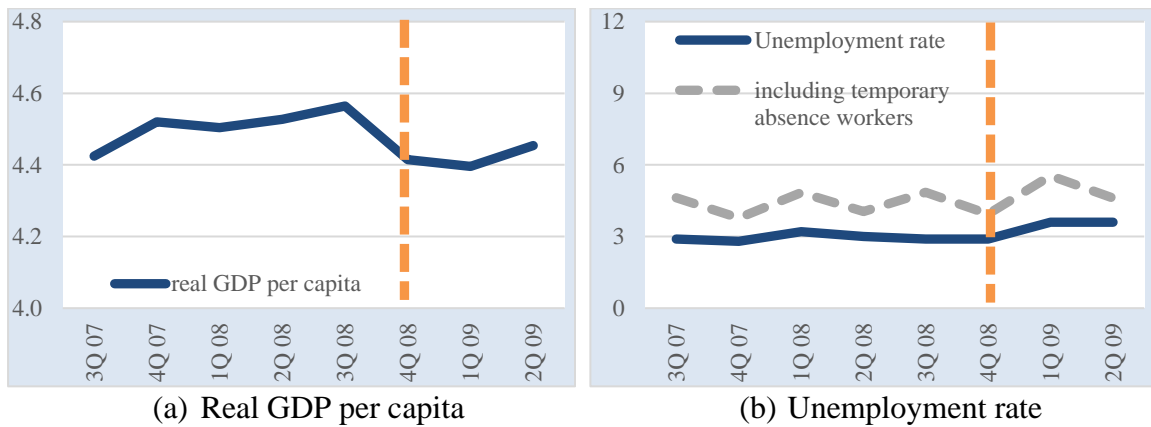 4.8
4.6
4.4
4.2
4.0
real GDP per capita
3Q 07
4Q 07
1Q 08
2Q 08
3Q 08
4Q 08
1Q 09
2Q 09
(a) Real GDP per capita
12
9
6
3
0
Unemployment rate
including temporary
absence workers
3Q 07
4Q 07
1Q 08
2Q 08
3Q 08
4Q 08
1Q 09
2Q 09
(b) Unemployment rate